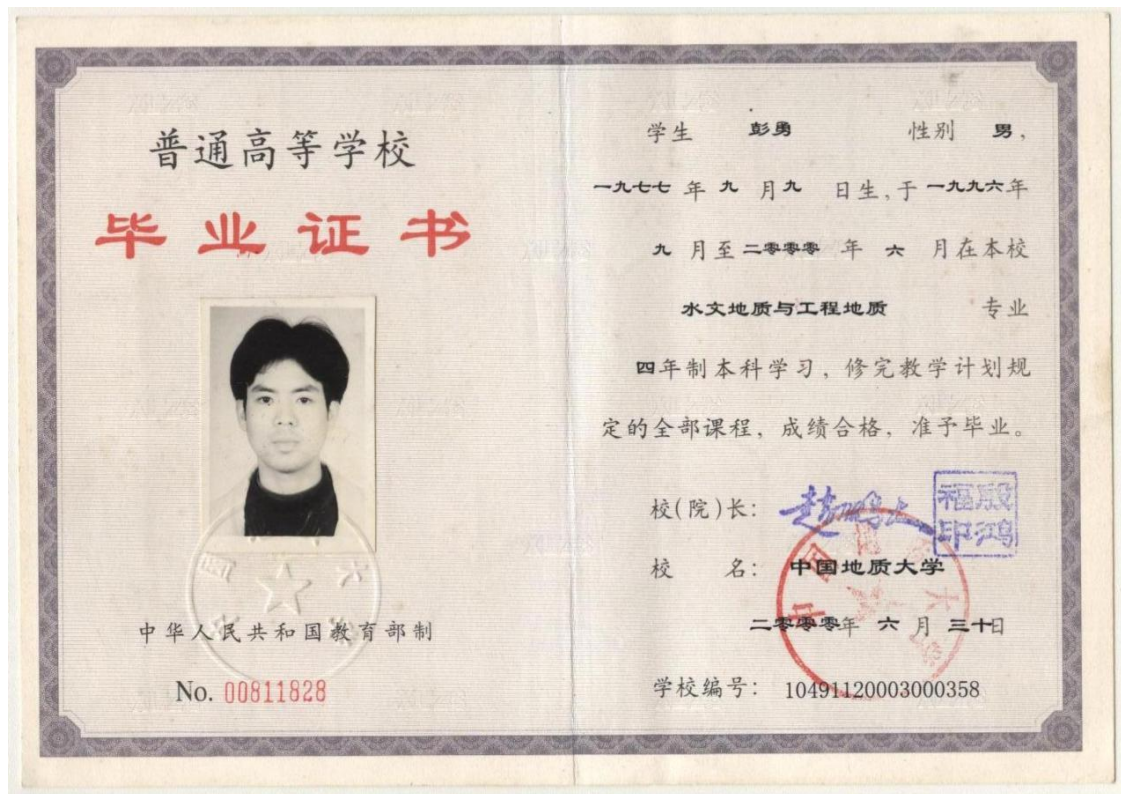 普通高等学校
毕业证书
中华人民共和国教育部制
No. 00811828
学生 彭勇 性别 男,
一九七七 年 九 月 九 日生,于 一九九六年
九 月至 二零零零 年 六 月在本校
水文地质与工程地质 专业
四年制本科学习, 修完教学计划规
定的全部课程, 成绩合格, 准予毕业。
校(院)长:
殷鸿福印
校 名: 中国地质大学
二零零零年 六 月 三十日
学校编号: 10491120003000358